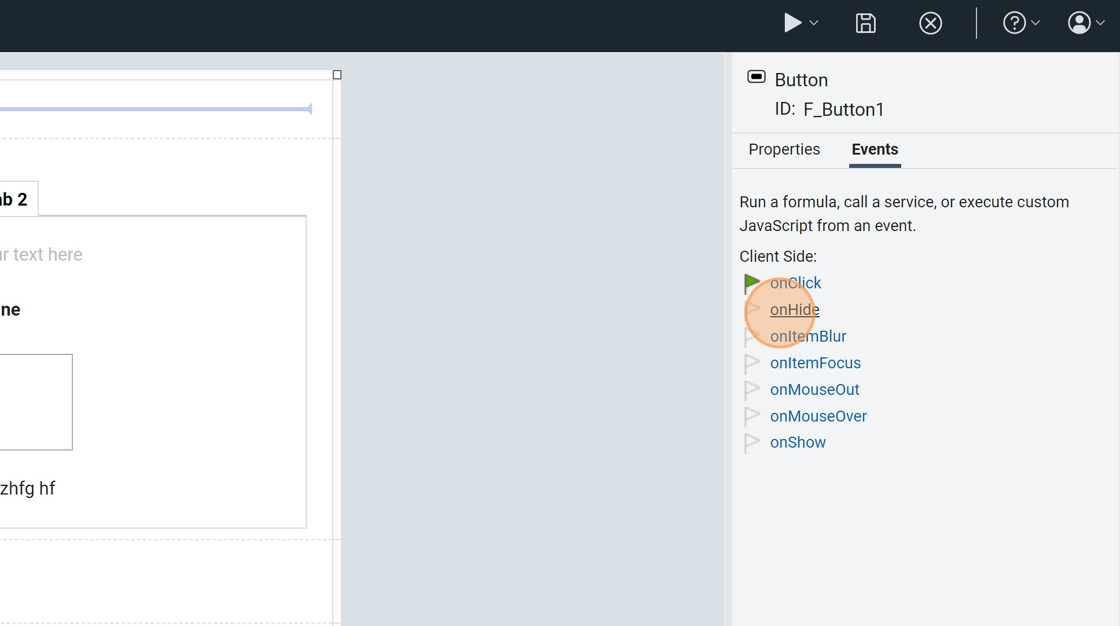 Button
ID: F_Button1
Properties Events
Run a formula, call a service, or execute custom
JavaScript from an event.
Client Side:
onClick
onHide
onItemBlur
onItemFocus
onMouseOut
onMouseOver
onShow
ab 2
ur text here
ne
zhfg hf